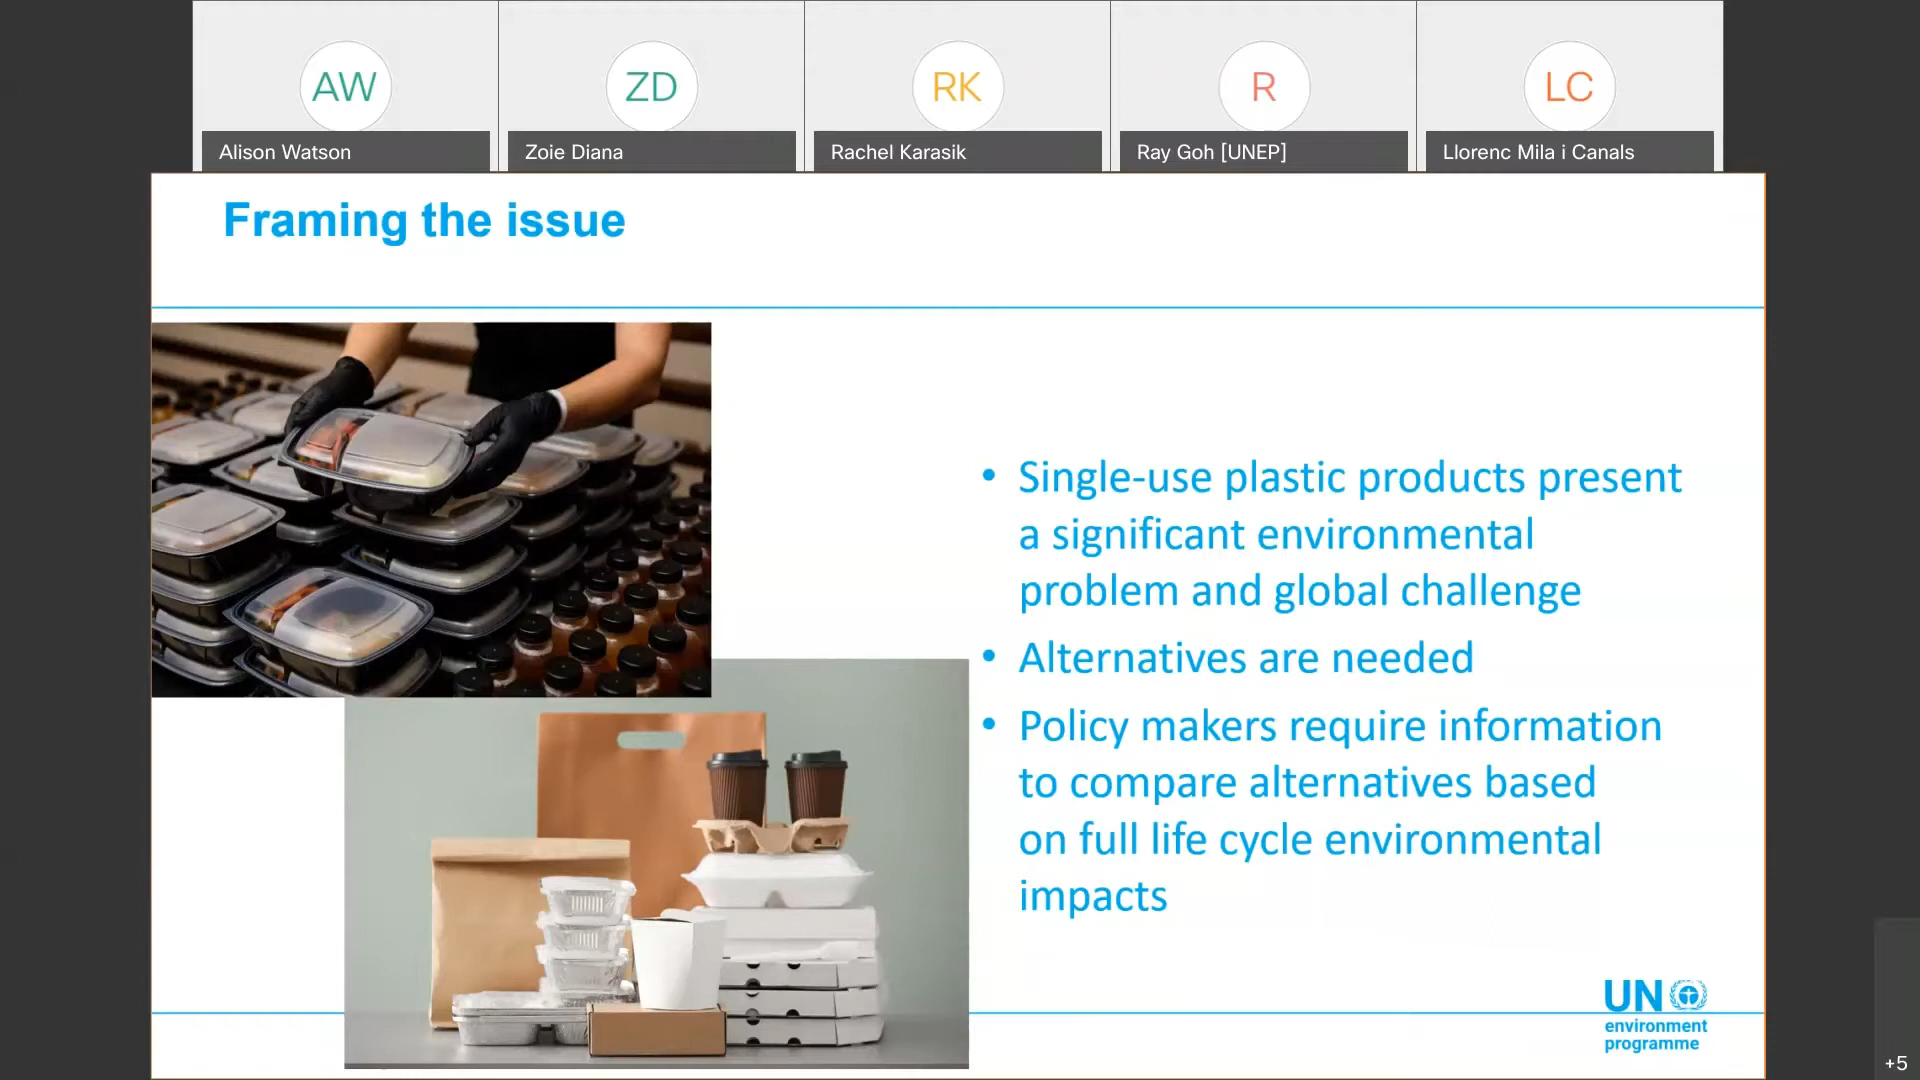 AW
ZD
RK
R
LC
Alison Watson
Zoie Diana
Rachel Karasik
Ray Goh [UNEP]
Llorenc Mila i Canals
Framing the issue
• Single-use plastic products present
a significant environmental
problem and global challenge
• Alternatives are needed
• Policy makers require information
to compare alternatives based
on full life cycle environmental
impacts
UN
environment
programme
+5